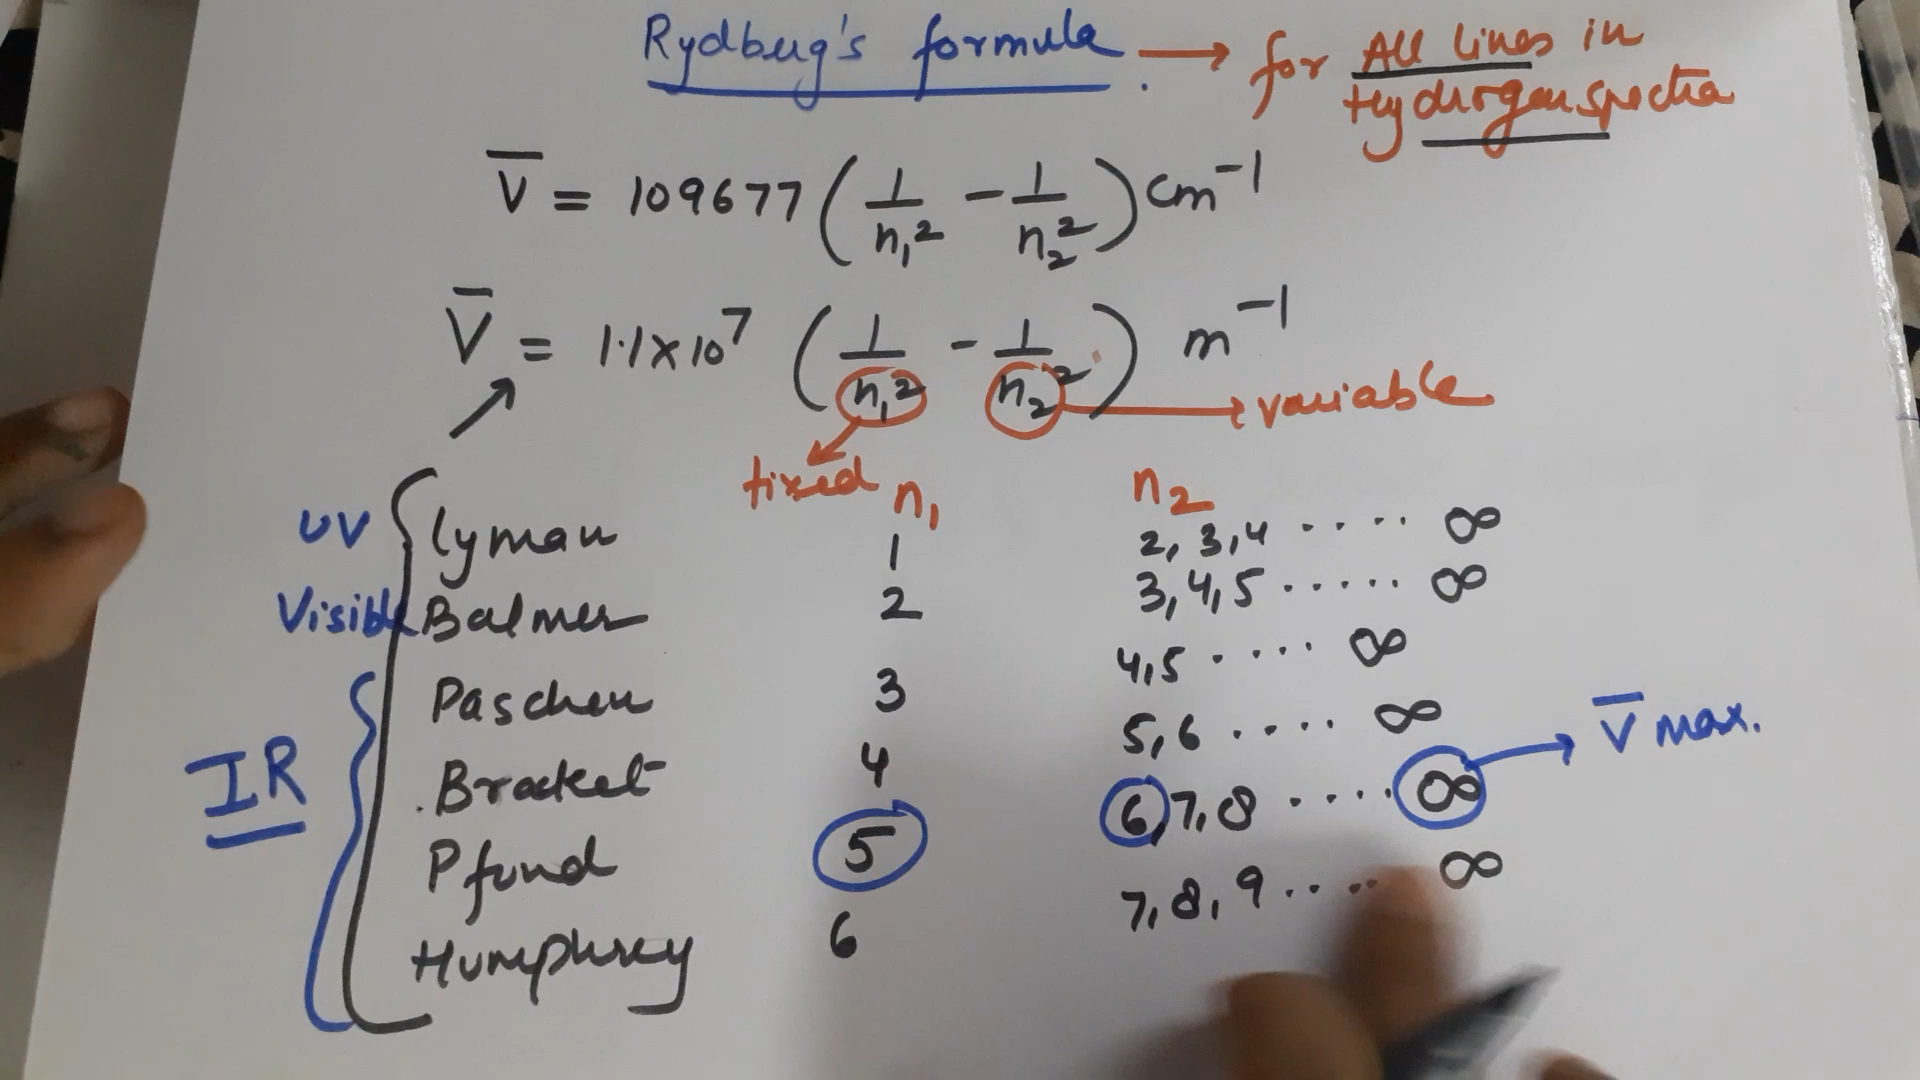 Rydberg's formula → for All lines in
Hydrogen spectra
V̅ = 109677 (1/n₁² − 1/n₂²) cm⁻¹
V̅ = 1.1×10⁷ (1/n₁² − 1/n₂²) m⁻¹
→ variable
fixed n₁ n₂
UV Lyman 1 2, 3, 4 .... ∞
Visible Balmer 2 3, 4, 5 ..... ∞
Paschen 3 4, 5 ..... ∞
IR Bracket 4 5, 6 .... ∞
Pfund 5 6, 7, 8 .... ∞ → V̅ max.
Humphrey 6 7, 8, 9 .... ∞